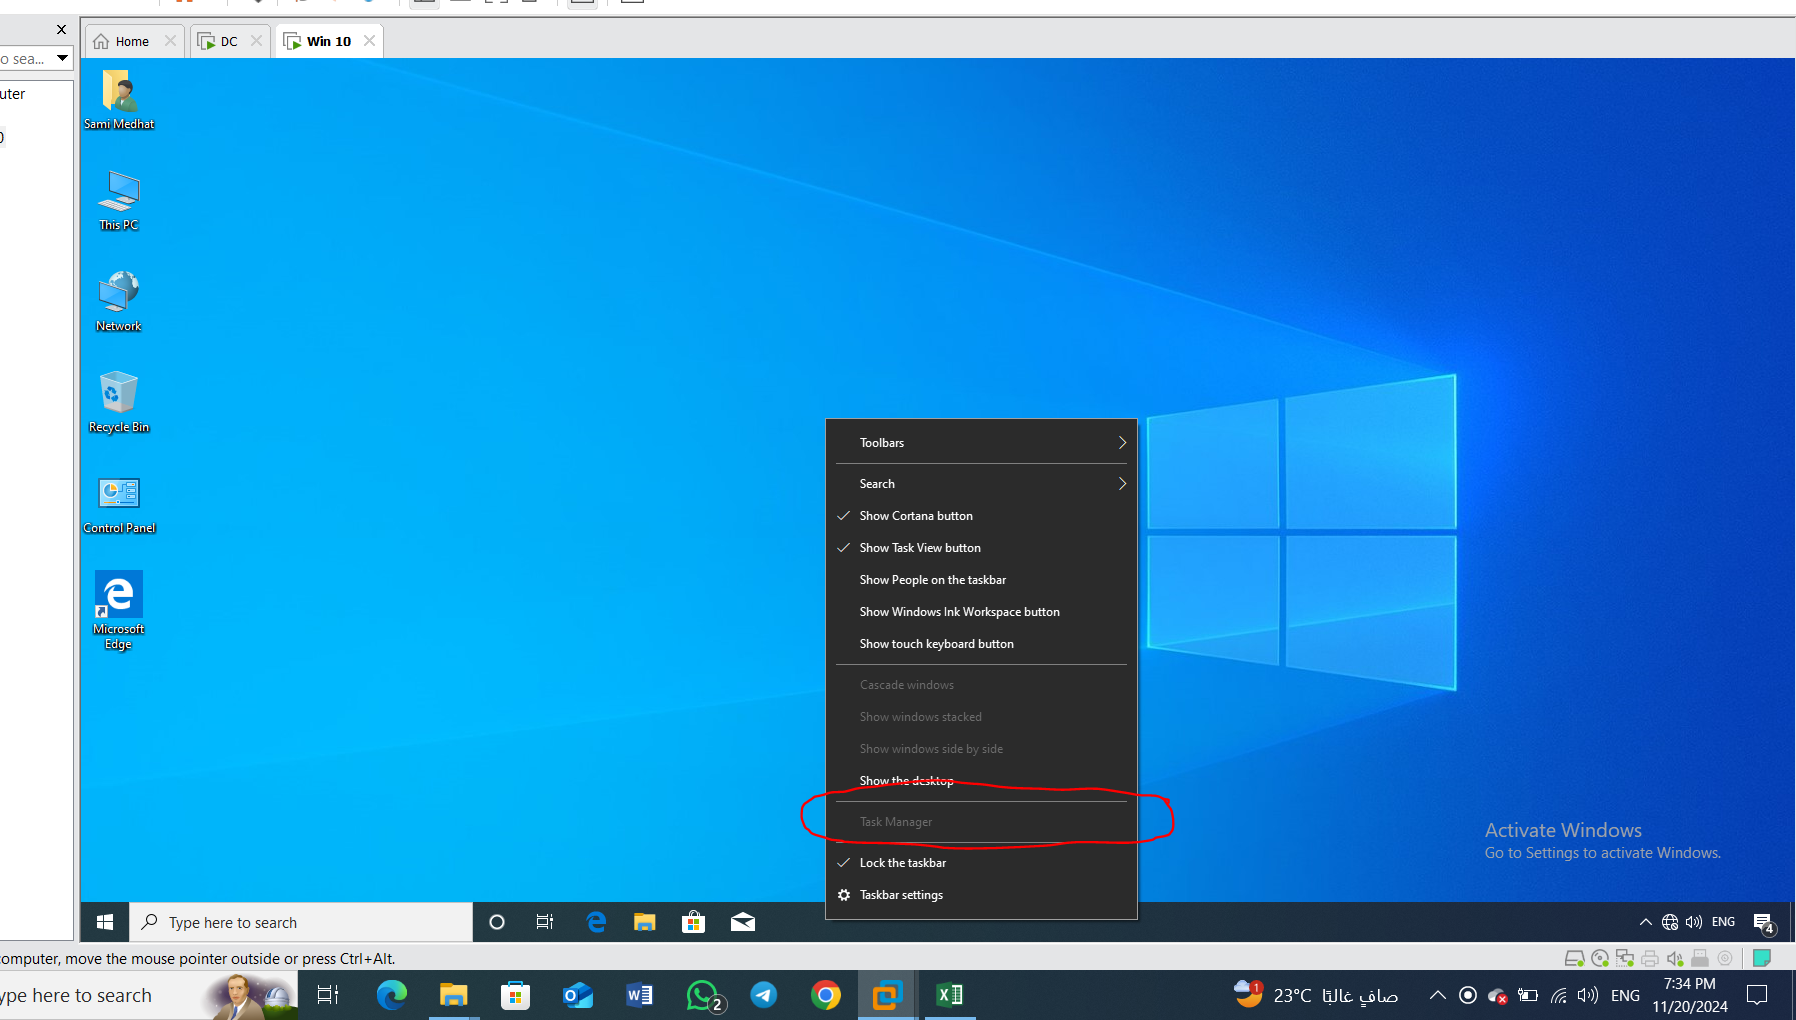 x
Home
DC
Win 10
o sea...
uter
0
Sami Medhat
This PC
Network
Recycle Bin
Control Panel
Microsoft
Edge
Toolbars
Search
Show Cortana button
Show Task View button
Show People on the taskbar
Show Windows Ink Workspace button
Show touch keyboard button
Cascade windows
Show windows stacked
Show windows side by side
Show the desktop
Task Manager
Lock the taskbar
Taskbar settings
Activate Windows
Go to Settings to activate Windows.
Type here to search
ENG
4
omputer, move the mouse pointer outside or press Ctrl+Alt.
ype here to search
2
1
23°C صافٍ غالبًا
ENG
7:34 PM
11/20/2024